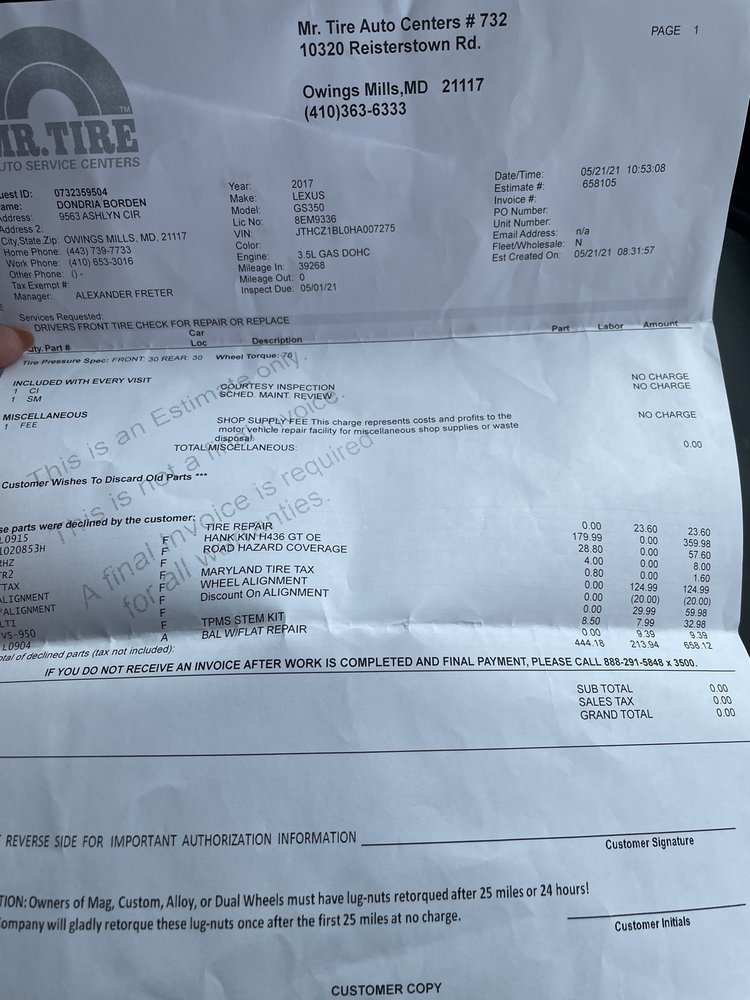 Mr. Tire Auto Centers # 732
10320 Reisterstown Rd.
PAGE 1
Owings Mills,MD 21117
(410)363-6333
MR.TIRE
TM
AUTO SERVICE CENTERS
uest ID: 0732359504
ame: DONDRIA BORDEN
Address: 9563 ASHLYN CIR
Address 2:
City,State,Zip: OWINGS MILLS, MD, 21117
Home Phone: (443) 739-7733
Work Phone: (410) 653-3016
Other Phone: () -
Tax Exempt #:
Manager: ALEXANDER FRETER
Year: 2017
Make: LEXUS
Model: GS350
Lic No: 8EM9336
VIN: JTHCZ1BL0HA007275
Color:
Engine: 3.5L GAS DOHC
Mileage In: 39268
Mileage Out: 0
Inspect Due: 05/01/21
Date/Time: 05/21/21 10:53:08
Estimate #: 658105
Invoice #:
PO Number:
Unit Number:
Email Address: n/a
Fleet/Wholesale: N
Est Created On: 05/21/21 08:31:57
Services Requested:
DRIVERS FRONT TIRE CHECK FOR REPAIR OR REPLACE
Qty. Part # Car Loc Description Part Labor Amount
Tire Pressure Spec: FRONT: 30 REAR: 30 Wheel Torque: 76
INCLUDED WITH EVERY VISIT
1 CI COURTESY INSPECTION NO CHARGE
1 SM SCHED. MAINT. REVIEW NO CHARGE
MISCELLANEOUS
1 FEE SHOP SUPPLY FEE This charge represents costs and profits to the NO CHARGE
motor vehicle repair facility for miscellaneous shop supplies or waste
disposal.
TOTAL MISCELLANEOUS: 0.00
This is an Estimate only.
This is not a final invoice.
A final invoice is required
for all warranties.
Customer Wishes To Discard Old Parts ***
se parts were declined by the customer:
L0915 F TIRE REPAIR 0.00 23.60 23.60
1020853H F HANK KIN H436 GT OE 179.99 0.00 359.98
RHZ F ROAD HAZARD COVERAGE 28.80 0.00 57.60
TR2 F 4.00 0.00 8.00
TAX F MARYLAND TIRE TAX 0.80 0.00 1.60
ALIGNMENT F WHEEL ALIGNMENT 0.00 124.99 124.99
ALIGNMENT F Discount On ALIGNMENT 0.00 (20.00) (20.00)
LTI F 0.00 29.99 59.98
VS-950 F TPMS STEM KIT 8.50 7.99 32.98
L0904 A BAL W/FLAT REPAIR 0.00 9.39 9.39
otal of declined parts (tax not included): 444.18 213.94 658.12
IF YOU DO NOT RECEIVE AN INVOICE AFTER WORK IS COMPLETED AND FINAL PAYMENT, PLEASE CALL 888-291-5848 x 3500.
SUB TOTAL 0.00
SALES TAX 0.00
GRAND TOTAL 0.00
REVERSE SIDE FOR IMPORTANT AUTHORIZATION INFORMATION
Customer Signature
TION: Owners of Mag, Custom, Alloy, or Dual Wheels must have lug-nuts retorqued after 25 miles or 24 hours!
ompany will gladly retorque these lug-nuts once after the first 25 miles at no charge.
Customer Initials
CUSTOMER COPY